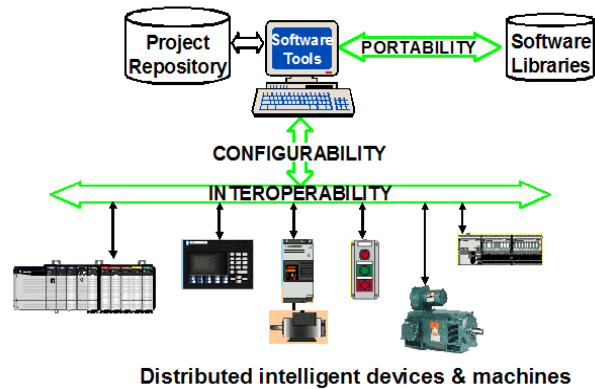 Project
Repository
Software
Tools
PORTABILITY
Software
Libraries
CONFIGURABILITY
INTEROPERABILITY
Distributed intelligent devices & machines